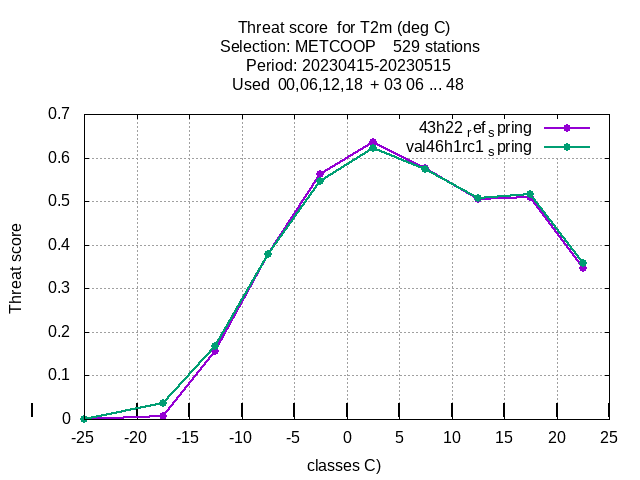 Threat score for T2m (deg C)
Selection: METCOOP 529 stations
Period: 20230415-20230515
Used 00,06,12,18 + 03 06 ... 48
43h22 ref spring
val46h1rc1 spring
Threat score
0.7
0.6
0.5
0.4
0.3
0.2
0.1
0
-25 -20 -15 -10 -5 0 5 10 15 20 25
classes C)